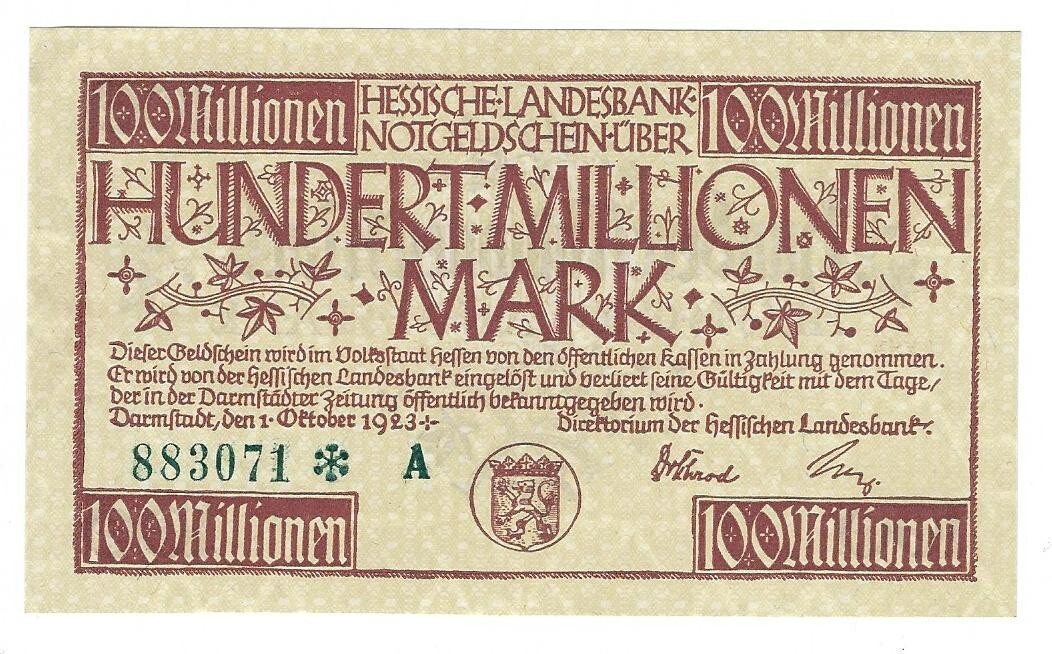 100 Millionen HESSISCHE·LANDESBANK· 100 Millionen
NOTGELDSCHEIN·ÜBER
HUNDERT·MILLIONEN
·MARK·
Dieser Geldschein wird im Volksstaat Hessen von den öffentlichen Kassen in Zahlung genommen.
Er wird von der Hessischen Landesbank eingelöst und verliert seine Gültigkeit mit dem Tage,
der in der Darmstädter Zeitung öffentlich bekanntgegeben wird.
Darmstadt, den 1. Oktober 1923 Direktorium der Hessischen Landesbank.
883071 * A
100 Millionen 100 Millionen